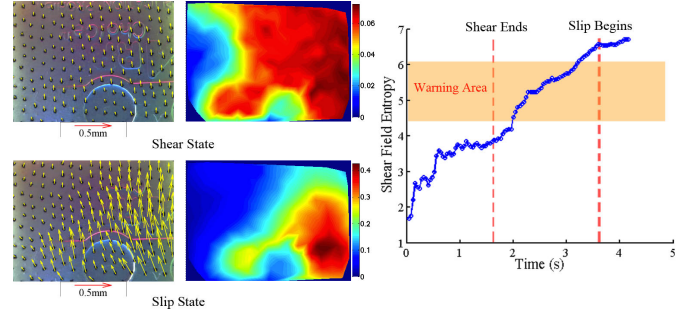 0.06
0.04
0.02
0
0.5mm
Shear State
0.4
0.3
0.2
0.1
0
0.5mm
Slip State
Shear Ends
Slip Begins
Warning Area
Shear Field Entropy
7
6
5
4
3
2
1
0
1
2
3
4
5
Time (s)